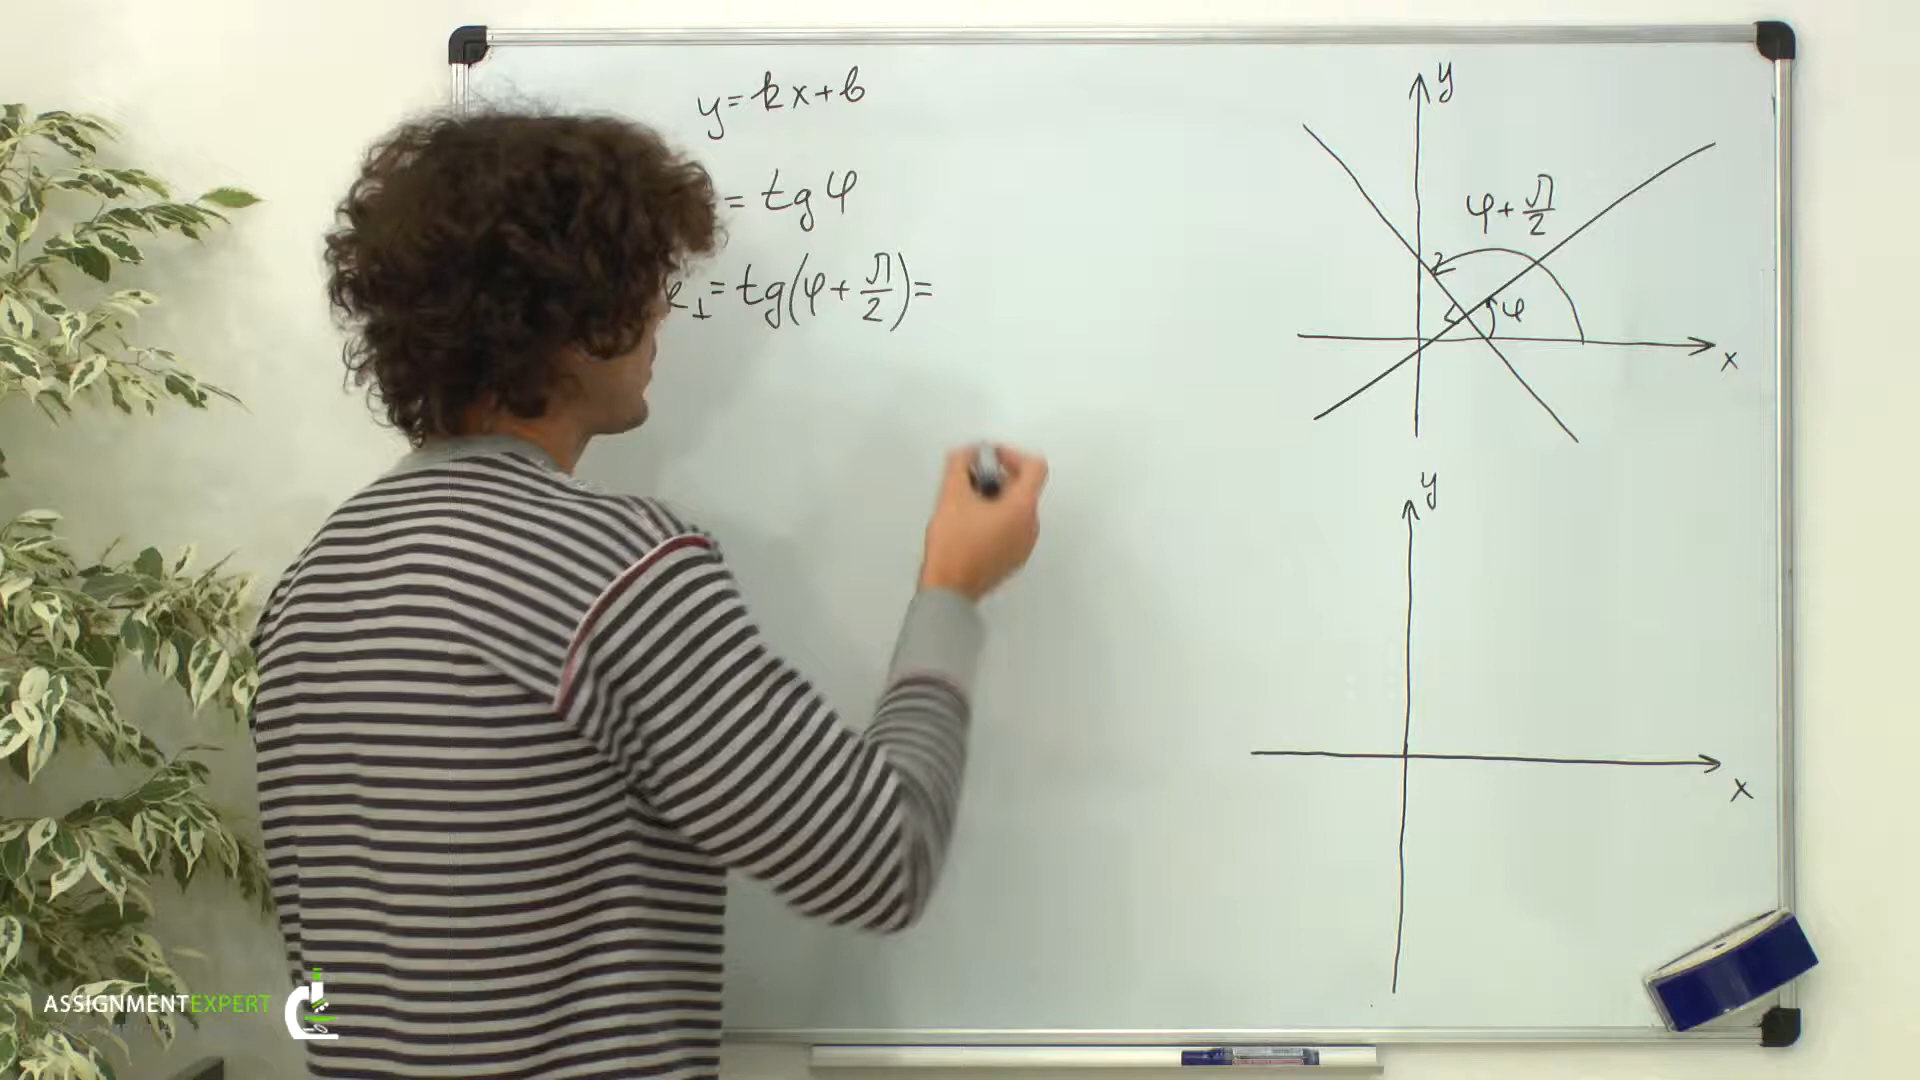 y = kx + b
= tg φ
k⊥ = tg(φ + π/2) =
y
φ + π/2
φ
x
y
x
ASSIGNMENTEXPERT